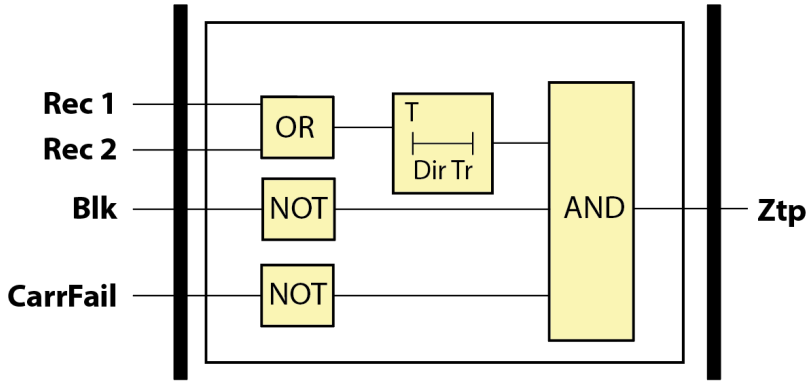 Rec 1
Rec 2
Blk
CarrFail
OR
NOT
NOT
T
Dir Tr
AND
Ztp